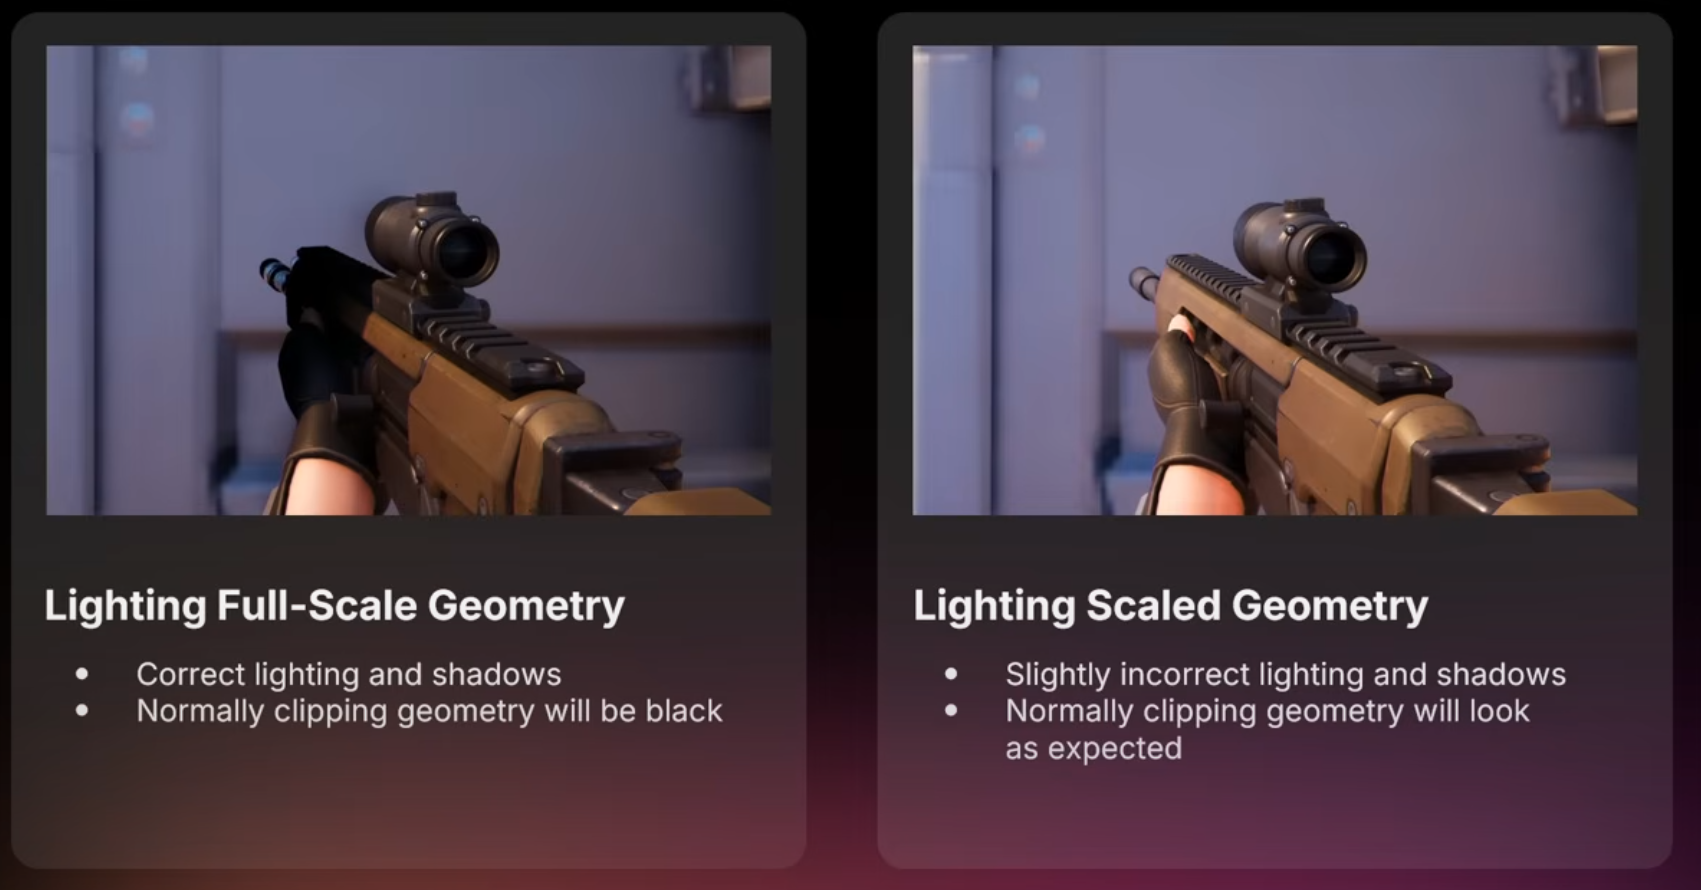 Lighting Full-Scale Geometry
• Correct lighting and shadows
• Normally clipping geometry will be black
Lighting Scaled Geometry
• Slightly incorrect lighting and shadows
• Normally clipping geometry will look
as expected